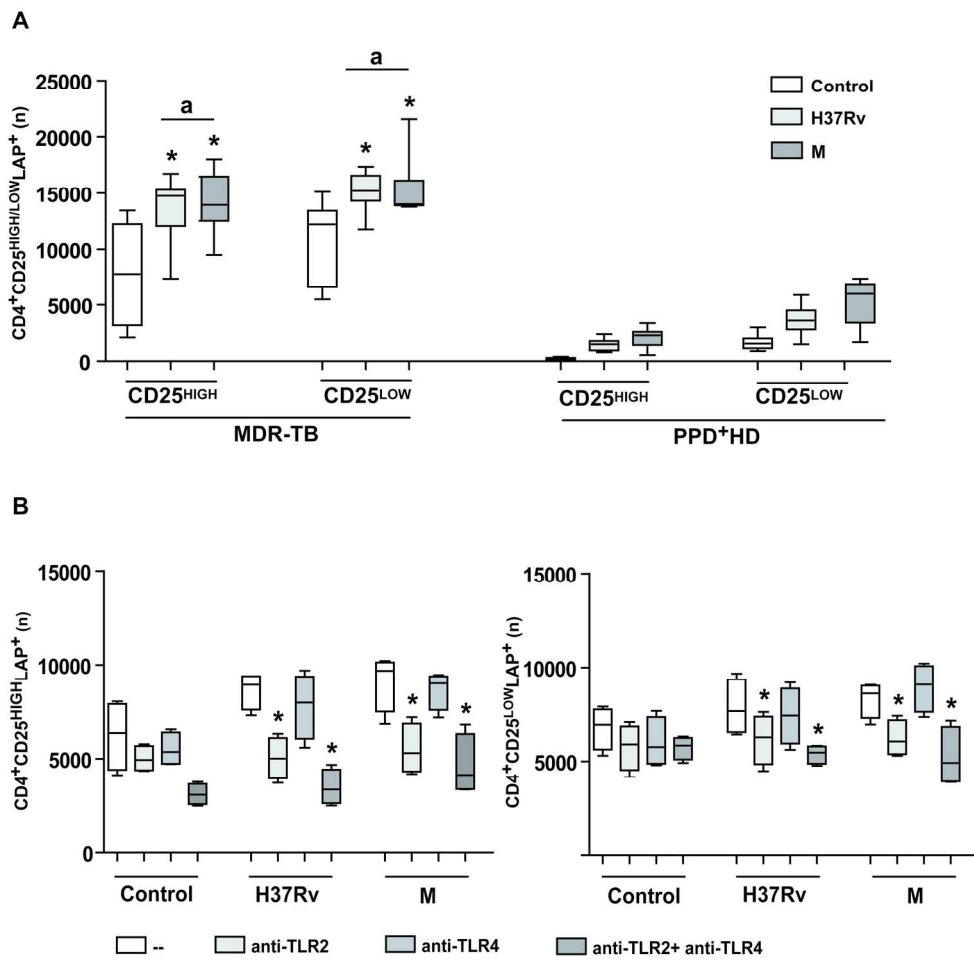 A
CD4⁺CD25ᴴᴵᴳᴴ/ᴸᴼᵂLAP⁺ (n)
25000
20000
15000
10000
5000
0
a
a
*
*
*
*
Control
H37Rv
M
CD25ᴴᴵᴳᴴ
CD25ᴸᴼᵂ
CD25ᴴᴵᴳᴴ
CD25ᴸᴼᵂ
MDR-TB
PPD⁺HD
B
CD4⁺CD25ᴴᴵᴳᴴLAP⁺ (n)
15000
10000
5000
0
*
*
*
*
Control
H37Rv
M
CD4⁺CD25ᴸᴼᵂLAP⁺ (n)
15000
10000
5000
*
*
*
*
Control
H37Rv
M
--
anti-TLR2
anti-TLR4
anti-TLR2+ anti-TLR4